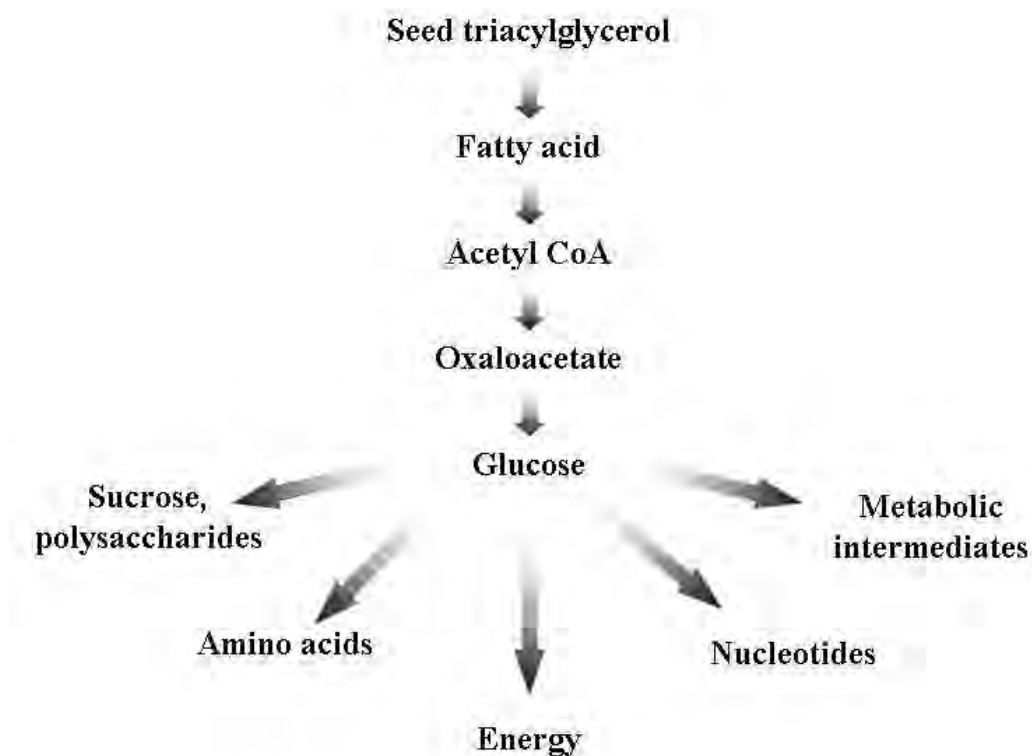 Seed triacylglycerol
Fatty acid
Acetyl CoA
Oxaloacetate
Glucose
Sucrose,
polysaccharides
Metabolic
intermediates
Amino acids
Nucleotides
Energy